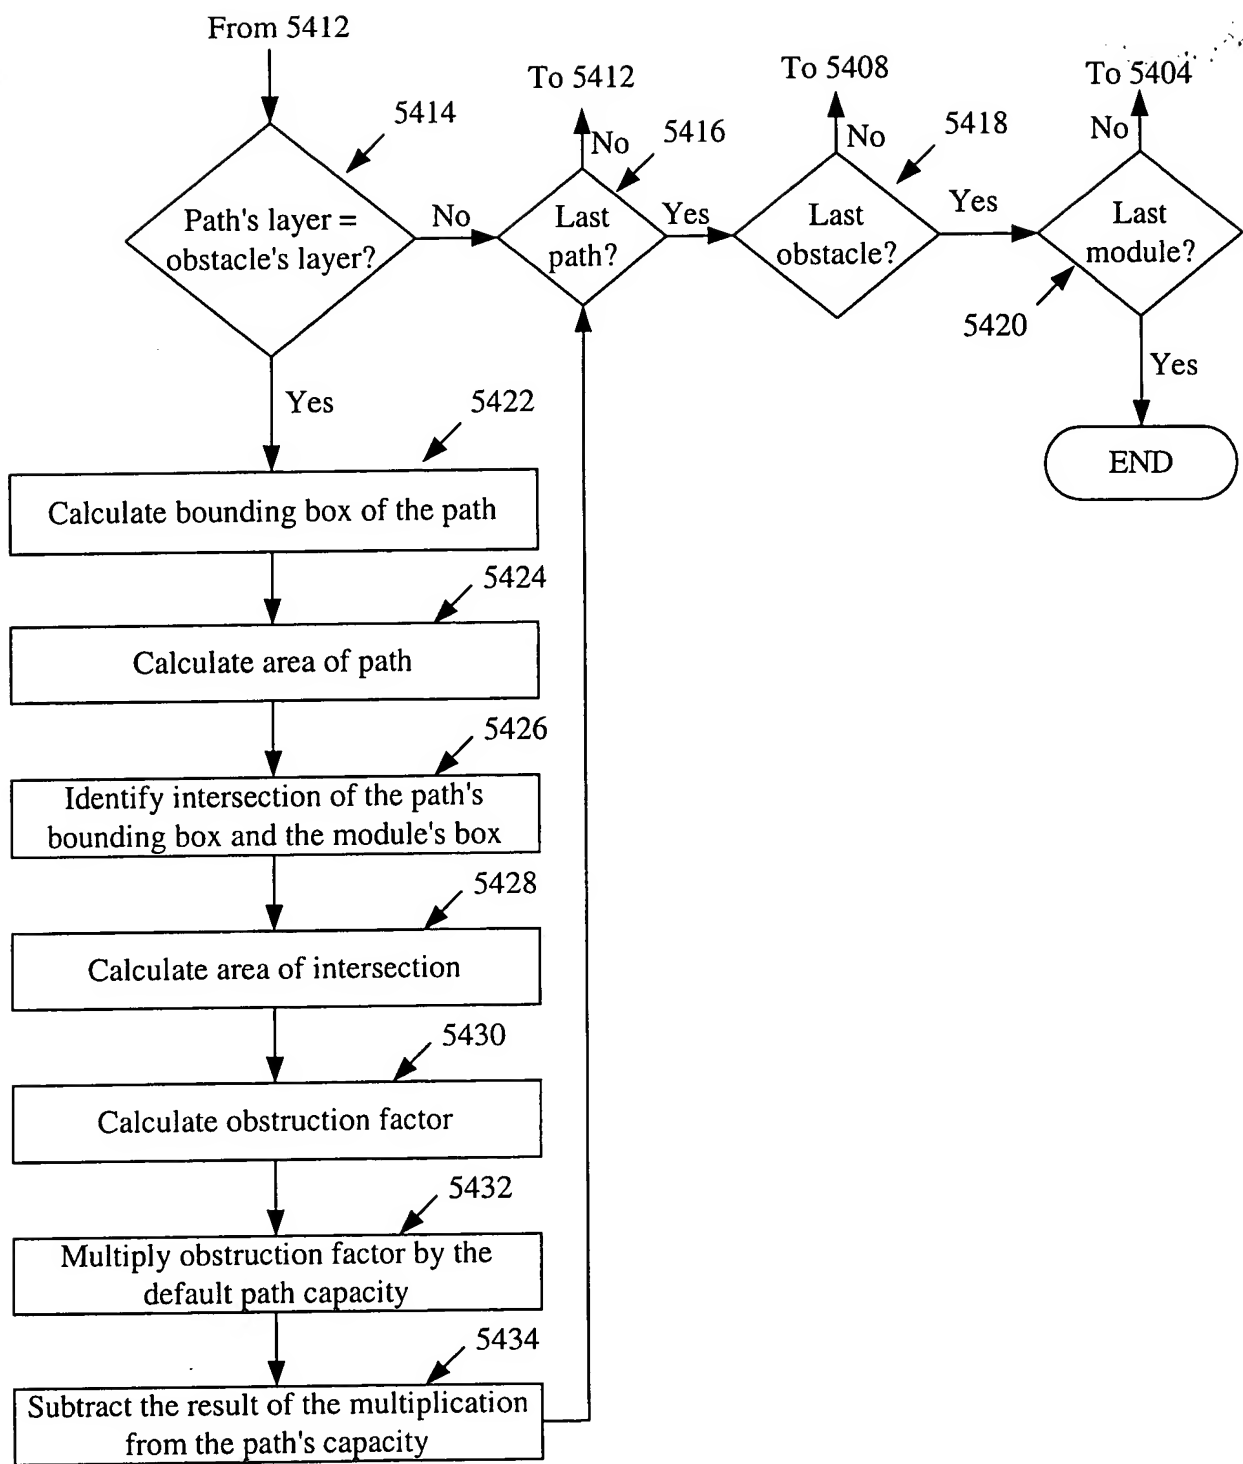 From 5412
5414
Path's layer =
obstacle's layer?
No
Yes
To 5412
No
5416
Last
path?
Yes
To 5408
No
5418
Last
obstacle?
Yes
To 5404
No
Last
module?
5420
Yes
END
5422
Calculate bounding box of the path
5424
Calculate area of path
5426
Identify intersection of the path's
bounding box and the module's box
5428
Calculate area of intersection
5430
Calculate obstruction factor
5432
Multiply obstruction factor by the
default path capacity
5434
Subtract the result of the multiplication
from the path's capacity